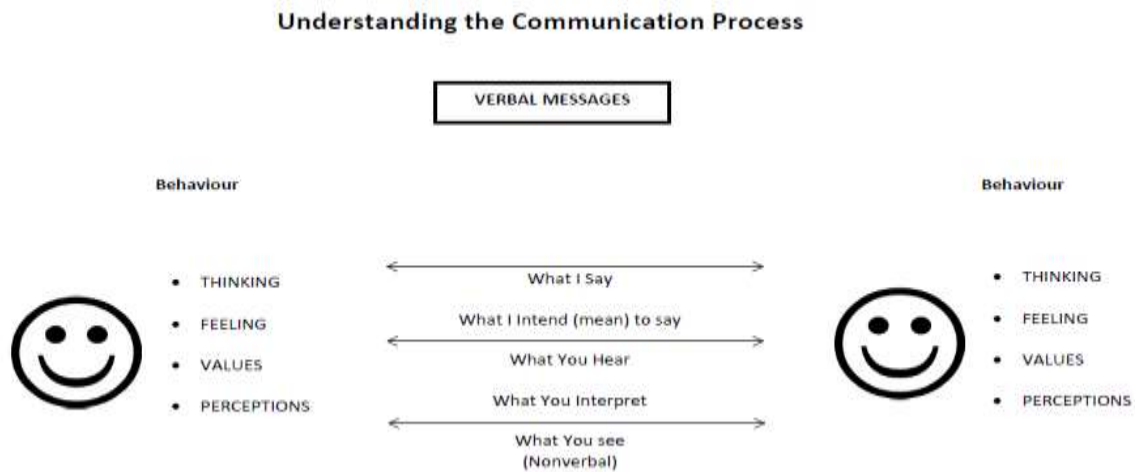 Understanding the Communication Process
VERBAL MESSAGES
Behaviour
Behaviour
• THINKING
• FEELING
• VALUES
• PERCEPTIONS
What I Say
What I Intend (mean) to say
What You Hear
What You Interpret
What You see
(Nonverbal)
• THINKING
• FEELING
• VALUES
• PERCEPTIONS